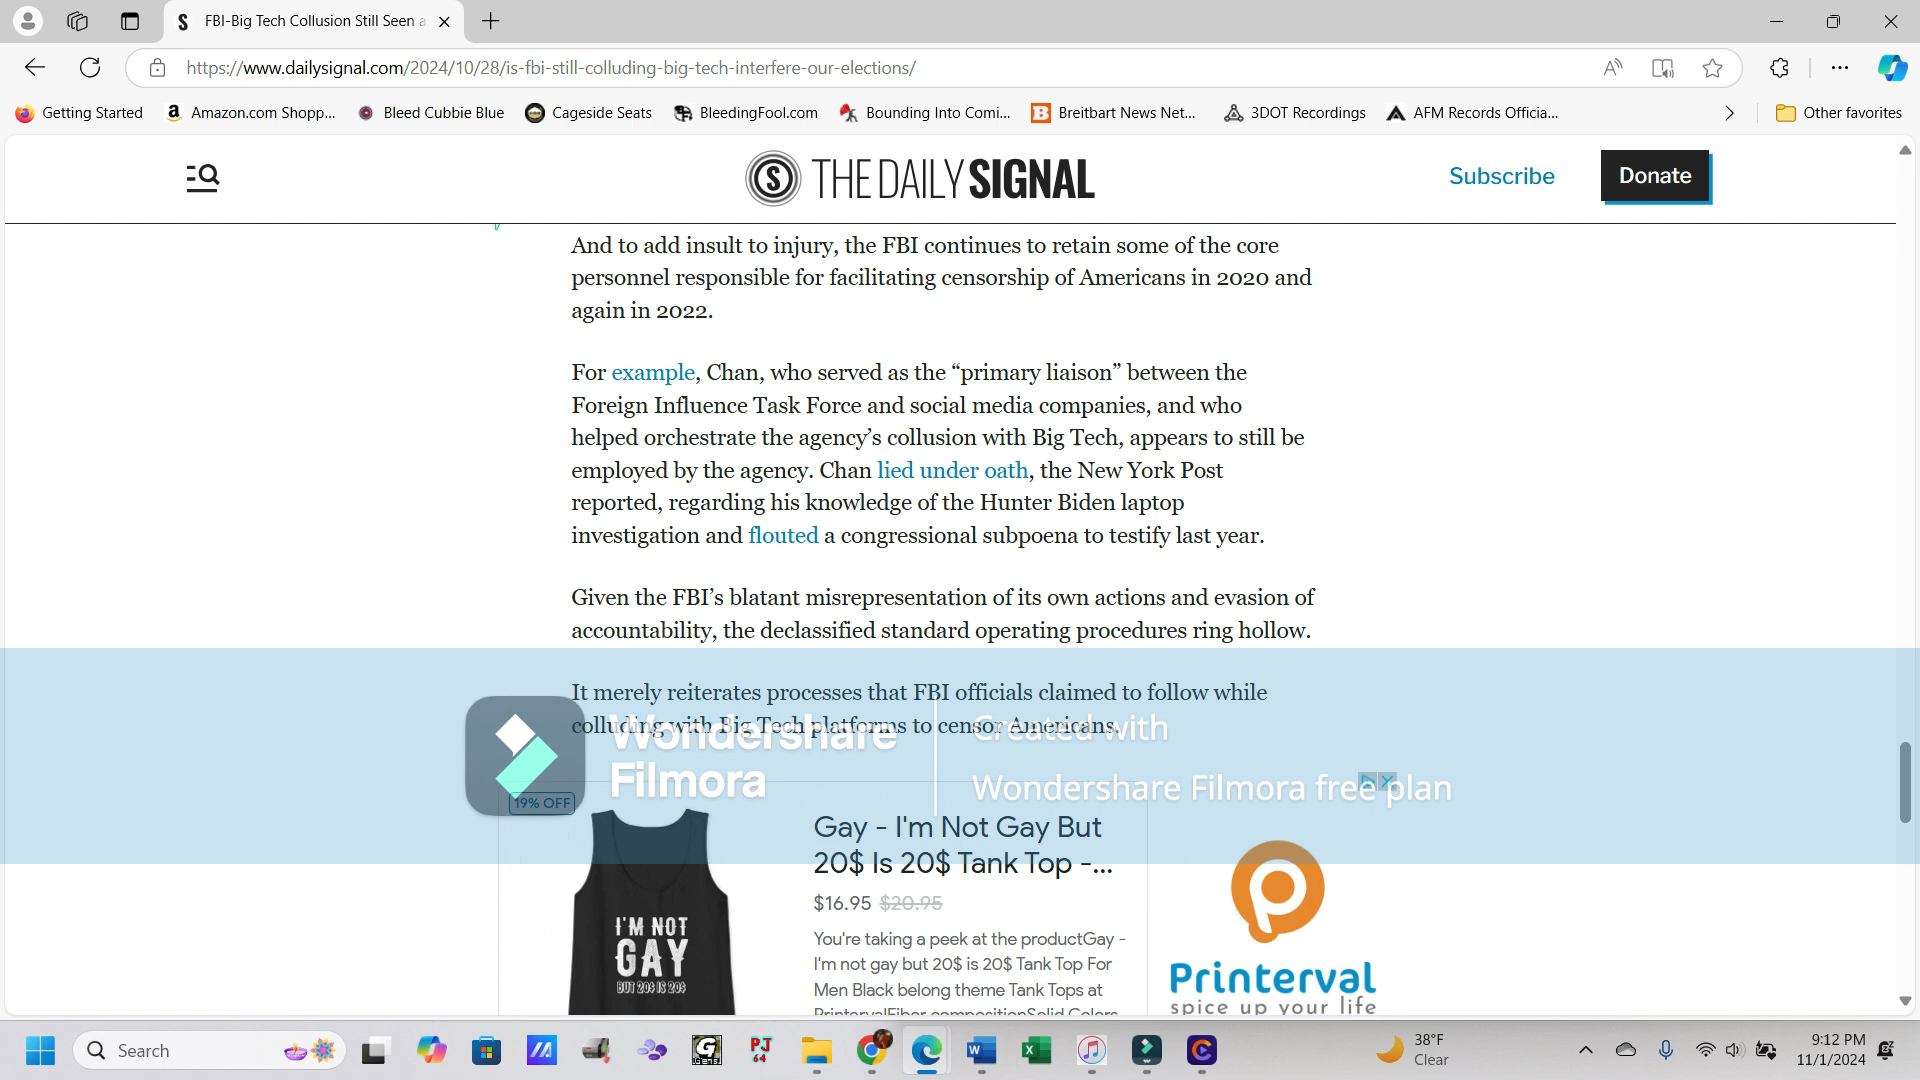 FBI-Big Tech Collusion Still Seen a
https://www.dailysignal.com/2024/10/28/is-fbi-still-colluding-big-tech-interfere-our-elections/
Getting Started
Amazon.com Shopp...
Bleed Cubbie Blue
Cageside Seats
BleedingFool.com
Bounding Into Comi...
Breitbart News Net...
3DOT Recordings
AFM Records Officia...
Other favorites
THE DAILY SIGNAL
Subscribe
Donate
And to add insult to injury, the FBI continues to retain some of the core
personnel responsible for facilitating censorship of Americans in 2020 and
again in 2022.
For example, Chan, who served as the “primary liaison” between the
Foreign Influence Task Force and social media companies, and who
helped orchestrate the agency’s collusion with Big Tech, appears to still be
employed by the agency. Chan lied under oath, the New York Post
reported, regarding his knowledge of the Hunter Biden laptop
investigation and flouted a congressional subpoena to testify last year.
Given the FBI’s blatant misrepresentation of its own actions and evasion of
accountability, the declassified standard operating procedures ring hollow.
It merely reiterates processes that FBI officials claimed to follow while
colluding with Big Tech platforms to censor Americans.
Wondershare
Filmora
Created with
Wondershare Filmora free plan
19% OFF
Gay - I'm Not Gay But
20$ Is 20$ Tank Top -...
$16.95 $20.95
You're taking a peek at the productGay -
I'm not gay but 20$ is 20$ Tank Top For
Men Black belong theme Tank Tops at
PrintervalFiber compositionSolid Colors
I'M NOT
GAY
BUT 20$ IS 20$
Printerval
spice up your life
Search
38°F
Clear
9:12 PM
11/1/2024